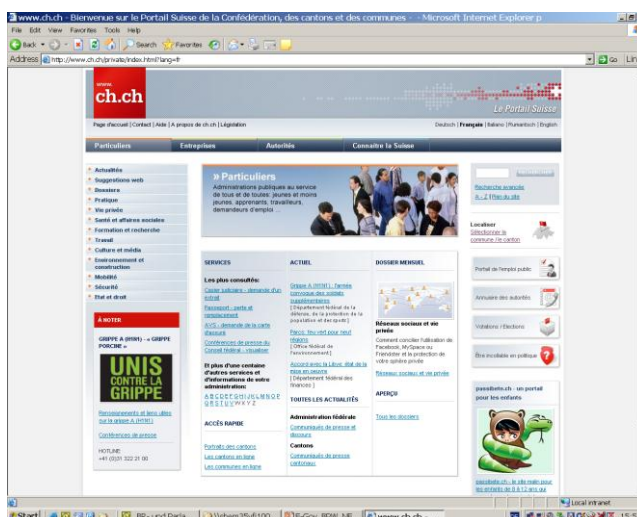 www.ch.ch - Bienvenue sur le Portail Suisse de la Confédération, des cantons et des communes - - Microsoft Internet Explorer p
File Edit View Favorites Tools Help
Back Search Favorites
Address http://www.ch.ch/private/index.html?lang=fr Go
www.
ch.ch
Le Portail Suisse
Page d'accueil | Contact | Aide | A propos de ch.ch | Législation
Deutsch | Français | Italiano | Rumantsch | English
Particuliers Entreprises Autorités Connaître la Suisse
Actualités
Suggestions web
Dossiers
Pratique
Vie privée
Santé et affaires sociales
Formation et recherche
Travail
Culture et média
Environnement et
construction
Mobilité
Sécurité
Etat et droit
À NOTER
GRIPPE A (H1N1) - « GRIPPE
PORCINE »
UNIS
CONTRE LA
GRIPPE
Renseignements et liens utiles
sur la grippe A (H1N1)
Conférences de presse
HOTLINE
+41 (0)31 322 21 00
» Particuliers
Administrations publiques au service
de tous et de toutes: jeunes et moins
jeunes, apprenants, travailleurs,
demandeurs d'emploi ...
SERVICES
Les plus consultés:
Casier judiciaire - demande d'un
extrait
Passeport - perte et
remplacement
AVS - demande de la carte
d'assuré
Conférences de presse du
Conseil fédéral - visualiser
Et plus d'une centaine
d'autres services et
d'informations de votre
administration:
A B C D E F G H I J K L M N O P
Q R S T U V W X Y Z
ACCÈS RAPIDE
Portraits des cantons
Les cantons en ligne
Les communes en ligne
ACTUEL
Grippe A (H1N1) : l'armée
convoque des soldats
supplémentaires
[ Département fédéral de la
défense, de la protection de la
population et des sports ]
Parcs: feu vert pour neuf
régions
[ Office fédéral de
l'environnement ]
[ Département fédéral des
finances ]
TOUTES LES ACTUALITÉS
Administration fédérale
Communiqués de presse et
discours
Cantons
Communiqués de presse
cantonaux
DOSSIER MENSUEL
Réseaux sociaux et vie
privée
Comment concilier l'utilisation de
Facebook, MySpace ou
Friendster et la protection de
votre sphère privée
Réseaux sociaux et vie privée
APERÇU
Tous les dossiers
Recherche avancée
A - Z | Plan du site
Localiser
Sélectionner la
commune / le canton
Portail de l'emploi public
Annuaire des autorités
Votations / Elections
Être incollable en politique
passbete.ch - un portail
pour les enfants
Local intranet
Start